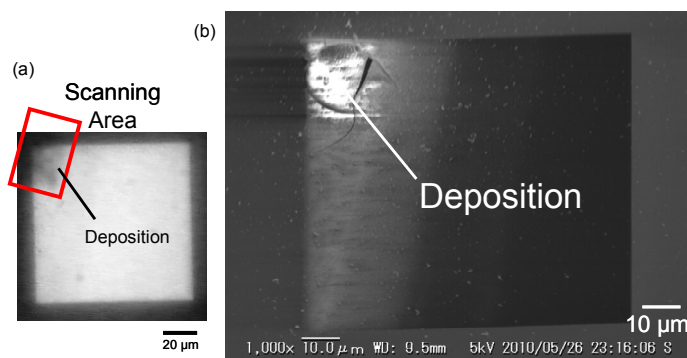 (a)
Scanning
Area
Deposition
20 μm
(b)
Deposition
10 μm
1,000x 10.0μm WD: 9.5mm 5kV 2010/05/26 23:16:06 S